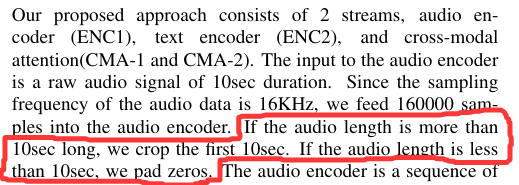 Our proposed approach consists of 2 streams, audio en-
coder (ENC1), text encoder (ENC2), and cross-modal
attention(CMA-1 and CMA-2). The input to the audio encoder
is a raw audio signal of 10sec duration. Since the sampling
frequency of the audio data is 16KHz, we feed 160000 sam-
ples into the audio encoder. If the audio length is more than
10sec long, we crop the first 10sec. If the audio length is less
than 10sec, we pad zeros. The audio encoder is a sequence of